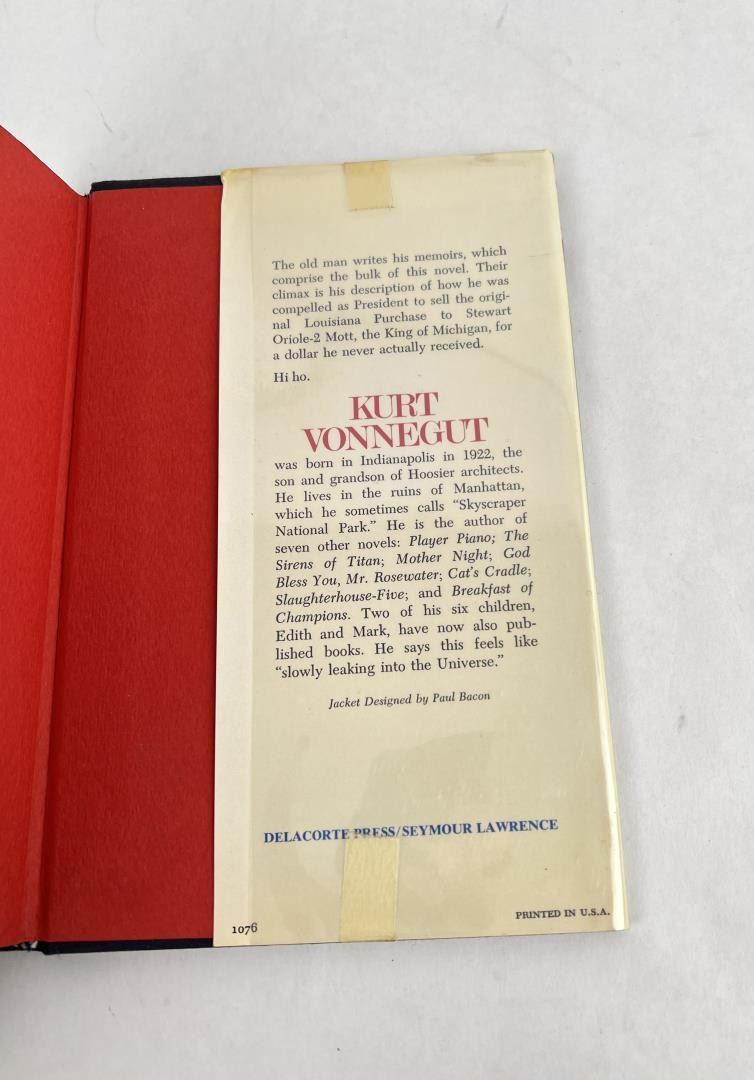 The old man writes his memoirs, which
comprise the bulk of this novel. Their
climax is his description of how he was
compelled as President to sell the origi-
nal Louisiana Purchase to Stewart
Oriole-2 Mott, the King of Michigan, for
a dollar he never actually received.
Hi ho.
KURT
VONNEGUT
was born in Indianapolis in 1922, the
son and grandson of Hoosier architects.
He lives in the ruins of Manhattan,
which he sometimes calls “Skyscraper
National Park.” He is the author of
seven other novels: Player Piano; The
Sirens of Titan; Mother Night; God
Bless You, Mr. Rosewater; Cat's Cradle;
Slaughterhouse-Five; and Breakfast of
Champions. Two of his six children,
Edith and Mark, have now also pub-
lished books. He says this feels like
“slowly leaking into the Universe.”
Jacket Designed by Paul Bacon
DELACORTE PRESS/SEYMOUR LAWRENCE
1076
PRINTED IN U.S.A.